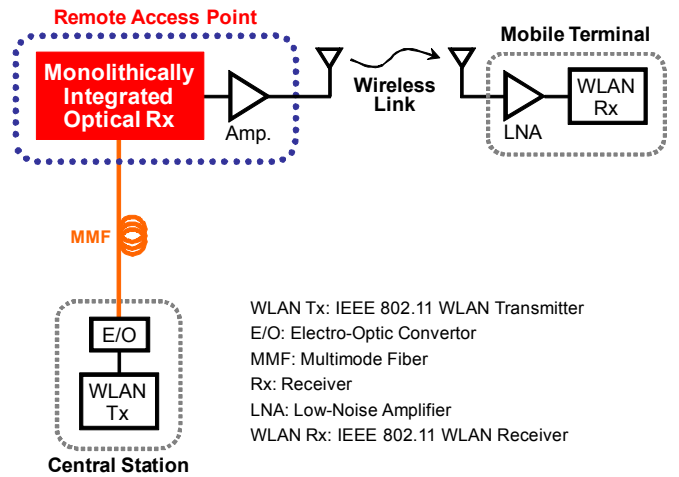 Remote Access Point
Monolithically
Integrated
Optical Rx
Amp.
Wireless
Link
Mobile Terminal
LNA
WLAN
Rx
MMF
E/O
WLAN
Tx
Central Station
WLAN Tx: IEEE 802.11 WLAN Transmitter
E/O: Electro-Optic Convertor
MMF: Multimode Fiber
Rx: Receiver
LNA: Low-Noise Amplifier
WLAN Rx: IEEE 802.11 WLAN Receiver